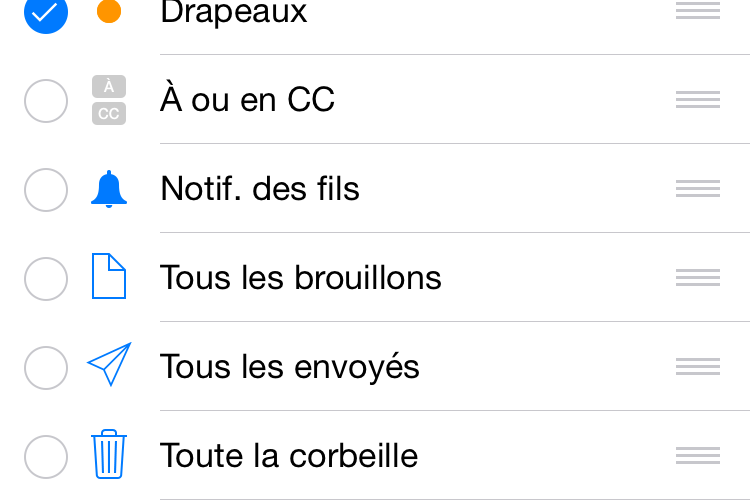 Drapeaux
À
CC
À ou en CC
Notif. des fils
Tous les brouillons
Tous les envoyés
Toute la corbeille